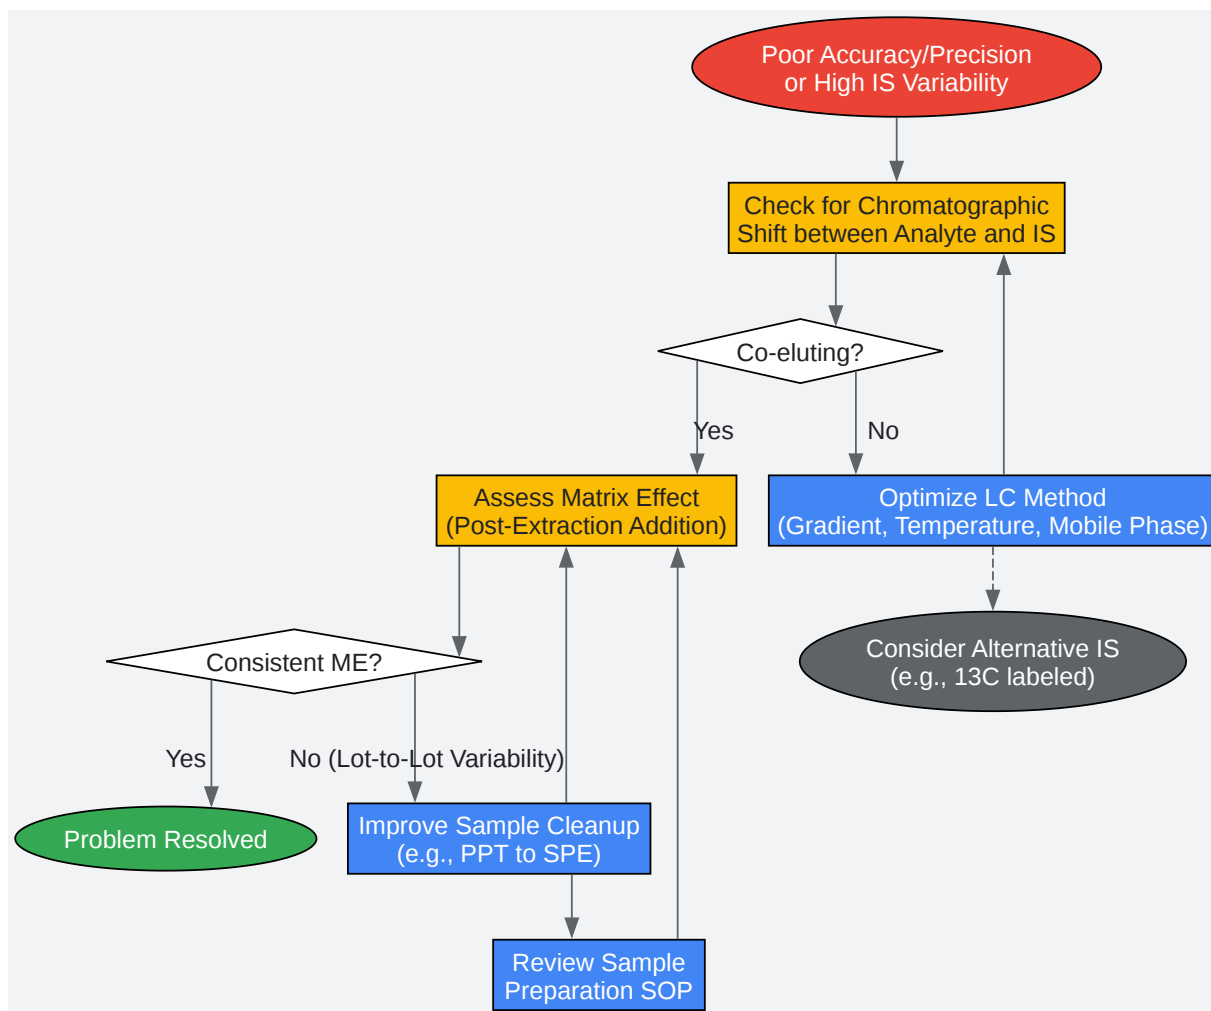 Poor Accuracy/Precision
or High IS Variability
Check for Chromatographic
Shift between Analyte and IS
Co-eluting?
Yes
No
Assess Matrix Effect
(Post-Extraction Addition)
Optimize LC Method
(Gradient, Temperature, Mobile Phase)
Consistent ME?
Consider Alternative IS
(e.g., 13C labeled)
Yes
No (Lot-to-Lot Variability)
Problem Resolved
Improve Sample Cleanup
(e.g., PPT to SPE)
Review Sample
Preparation SOP